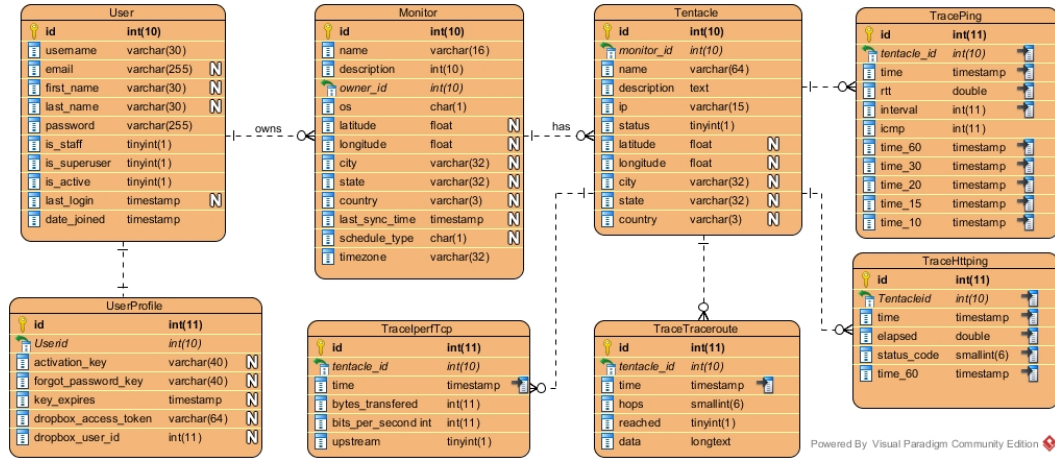 User
id int(10)
username varchar(30)
email varchar(255) N
first_name varchar(30) N
last_name varchar(30) N
password varchar(255)
is_staff tinyint(1)
is_superuser tinyint(1)
is_active tinyint(1)
last_login timestamp N
date_joined timestamp
owns
Monitor
id int(10)
name varchar(16)
description int(10)
owner_id int(10)
os char(1)
latitude float N
longitude float N
city varchar(32) N
state varchar(32) N
country varchar(3) N
last_sync_time timestamp N
schedule_type char(1) N
timezone varchar(32)
has
Tentacle
id int(10)
monitor_id int(10)
name varchar(64)
description text
ip varchar(15)
status tinyint(1)
latitude float N
longitude float N
city varchar(32) N
state varchar(32) N
country varchar(3) N
TracePing
id int(11)
tentacle_id int(10)
time timestamp
rtt double
interval int(11)
icmp int(11)
time_60 timestamp
time_30 timestamp
time_20 timestamp
time_15 timestamp
time_10 timestamp
UserProfile
id int(11)
Userid int(10)
activation_key varchar(40) N
forgot_password_key varchar(40) N
key_expires timestamp N
dropbox_access_token varchar(64) N
dropbox_user_id int(11) N
TraceIperfTcp
id int(11)
tentacle_id int(10)
time timestamp
bytes_transfered int(11)
bits_per_second int int(11)
upstream tinyint(1)
TraceTraceroute
id int(11)
tentacle_id int(10)
time timestamp
hops smallint(6)
reached tinyint(1)
data longtext
TraceHttping
id int(11)
Tentacleid int(10)
time timestamp
elapsed double
status_code smallint(6)
time_60 timestamp
Powered By Visual Paradigm Community Edition